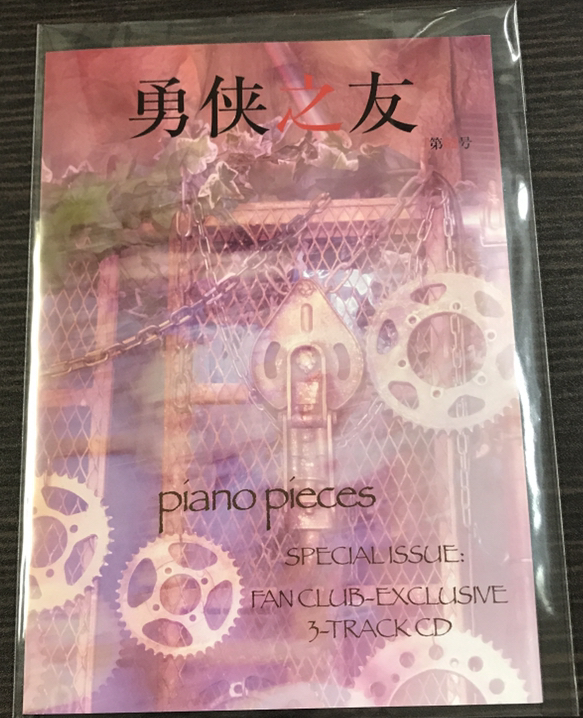 勇侠之友
第 号
piano pieces
SPECIAL ISSUE:
FAN CLUB-EXCLUSIVE
3-TRACK CD